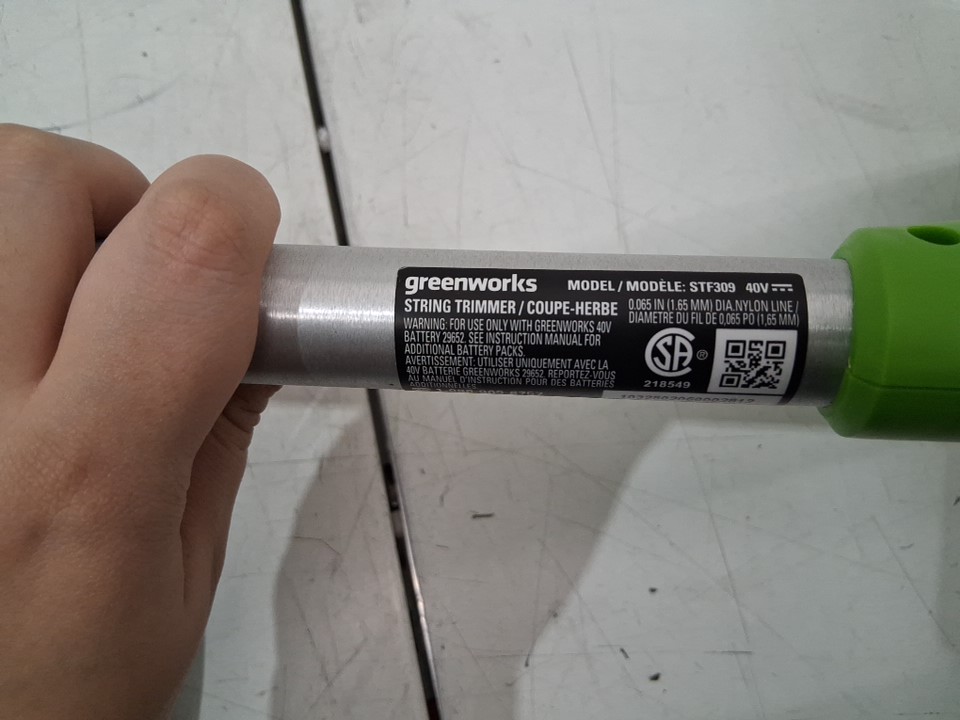 greenworks MODEL / MODÈLE: STF309 40V
STRING TRIMMER / COUPE-HERBE
0.065 IN (1.65 MM) DIA.NYLON LINE /
DIAMETRE DU FIL DE 0,065 PO (1,65 MM)
WARNING: FOR USE ONLY WITH GREENWORKS 40V
BATTERY 29652. SEE INSTRUCTION MANUAL FOR
ADDITIONAL BATTERY PACKS.
AVERTISSEMENT: UTILISER UNIQUEMENT AVEC LA
40V BATTERIE GREENWORKS 29652. REPORTEZ-VOUS
AU MANUEL D'INSTRUCTION POUR DES BATTERIES
ADDITIONNELLES.
SA ®
218549